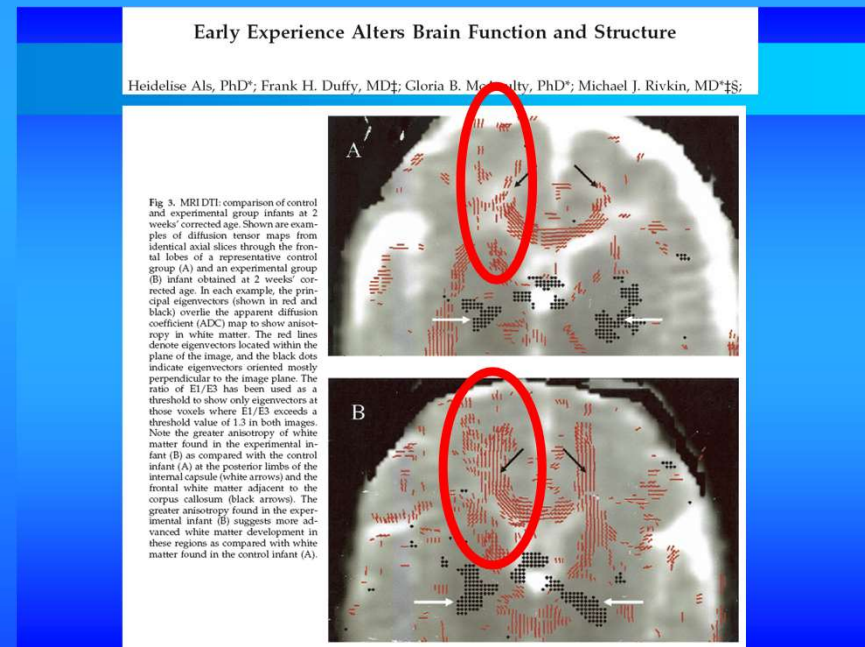 Early Experience Alters Brain Function and Structure
Heidelise Als, PhD*; Frank H. Duffy, MD‡; Gloria B. McAnulty, PhD*; Michael J. Rivkin, MD*‡§;
A
Fig 3. MRI DTI: comparison of control
and experimental group infants at 2
weeks' corrected age. Shown are exam-
ples of diffusion tensor maps from
identical axial slices through the fron-
tal lobes of a representative control
group (A) and an experimental group
(B) infant obtained at 2 weeks' cor-
rected age. In each example, the prin-
cipal eigenvectors (shown in red and
black) overlie the apparent diffusion
coefficient (ADC) map to show anisot-
ropy in white matter. The red lines
denote eigenvectors located within the
plane of the image, and the black dots
indicate eigenvectors oriented mostly
perpendicular to the image plane. The
ratio of E1/E3 has been used as a
threshold to show only eigenvectors at
those voxels where E1/E3 exceeds a
threshold value of 1.3 in both images.
Note the greater anisotropy of white
matter found in the experimental in-
fant (B) as compared with the control
infant (A) at the posterior limbs of the
internal capsule (white arrows) and the
frontal white matter adjacent to the
corpus callosum (black arrows). The
greater anisotropy found in the exper-
imental infant (B) suggests more ad-
vanced white matter development in
these regions as compared with white
matter found in the control infant (A).
B